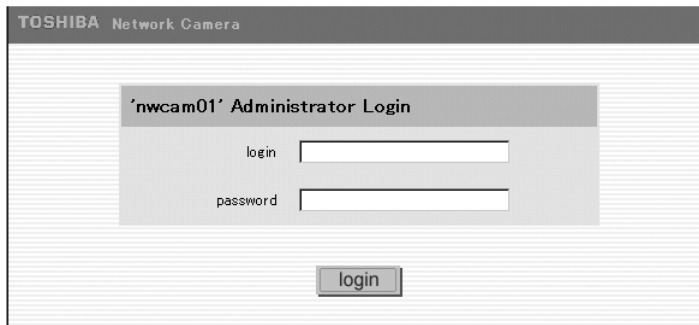 TOSHIBA Network Camera
'nwcam01' Administrator Login
login
password
login